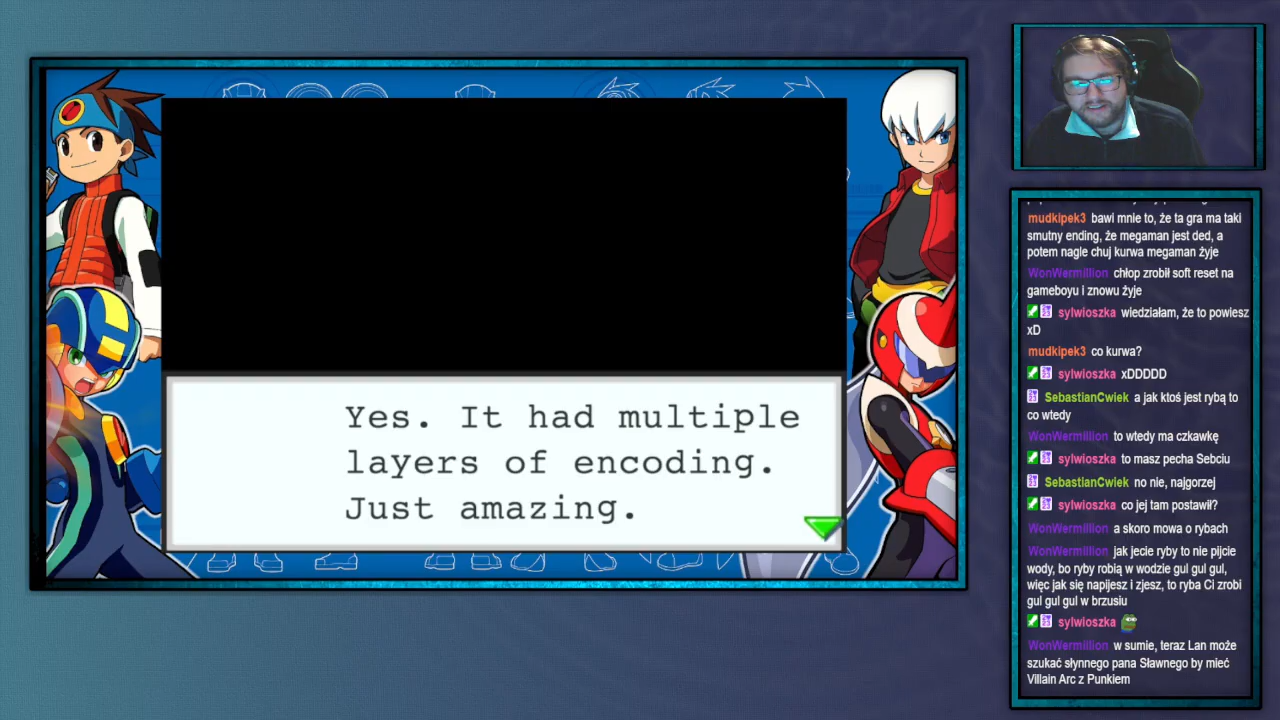 Yes. It had multiple
layers of encoding.
Just amazing.
mudkipek3 bawi mnie to, że ta gra ma taki
smutny ending, że megaman jest ded, a
potem nagle chuj kurwa megaman żyje
WonWermillion chłop zrobił soft reset na
gameboyu i znowu żyje
sylwioszka wiedziałam, że to powiesz
xD
mudkipek3 co kurwa?
sylwioszka xDDDDD
SebastianCwiek a jak ktoś jest rybą to
co wtedy
WonWermillion to wtedy ma czkawkę
sylwioszka to masz pecha Sebciu
SebastianCwiek no nie, najgorzej
sylwioszka co jej tam postawił?
WonWermillion a skoro mowa o rybach
WonWermillion jak jecie ryby to nie pijcie
wody, bo ryby robią w wodzie gul gul gul,
więc jak się napijesz i zjesz, to ryba Ci zrobi
gul gul gul w brzusiu
sylwioszka
WonWermillion w sumie, teraz Lan może
szukać słynnego pana Sławnego by mieć
Villain Arc z Punkiem